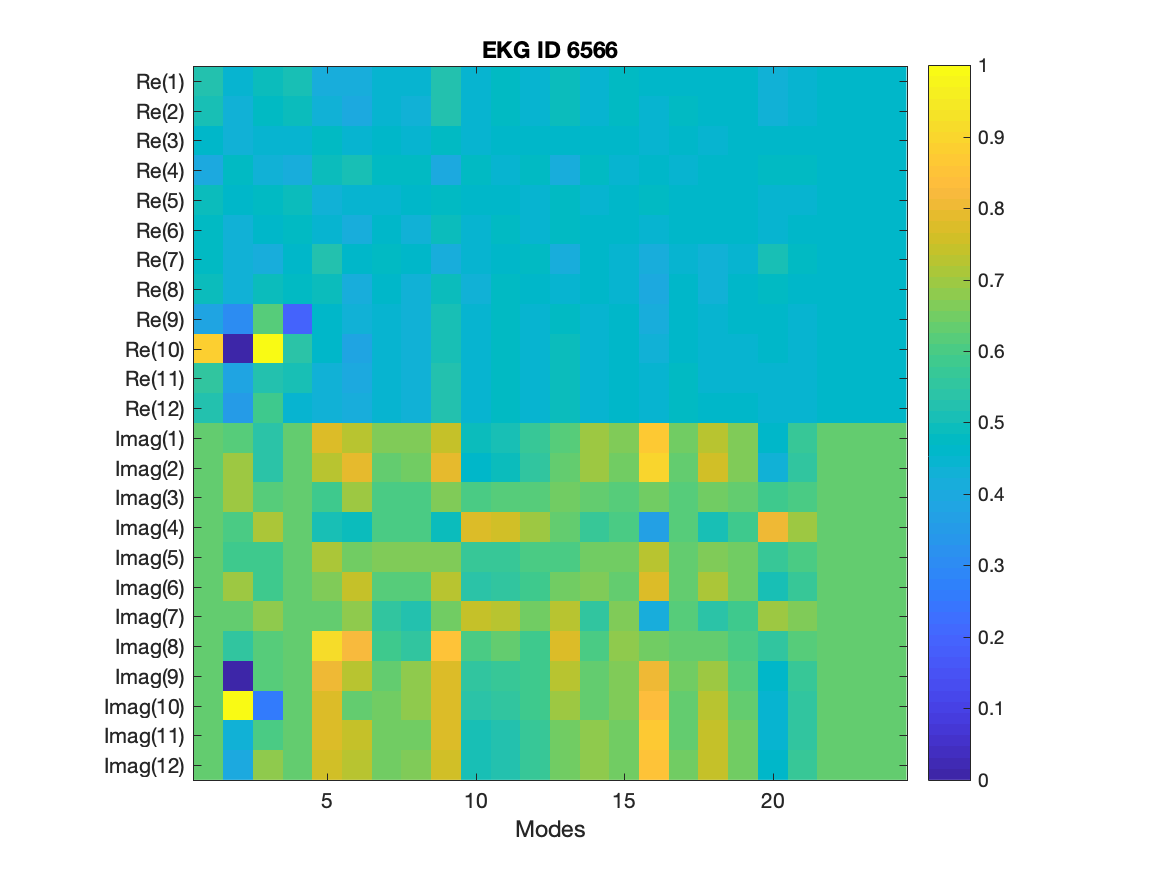 EKG ID 6566
Re(1)
Re(2)
Re(3)
Re(4)
Re(5)
Re(6)
Re(7)
Re(8)
Re(9)
Re(10)
Re(11)
Re(12)
Imag(1)
Imag(2)
Imag(3)
Imag(4)
Imag(5)
Imag(6)
Imag(7)
Imag(8)
Imag(9)
Imag(10)
Imag(11)
Imag(12)
5 10 15 20
Modes
1
0.9
0.8
0.7
0.6
0.5
0.4
0.3
0.2
0.1
0